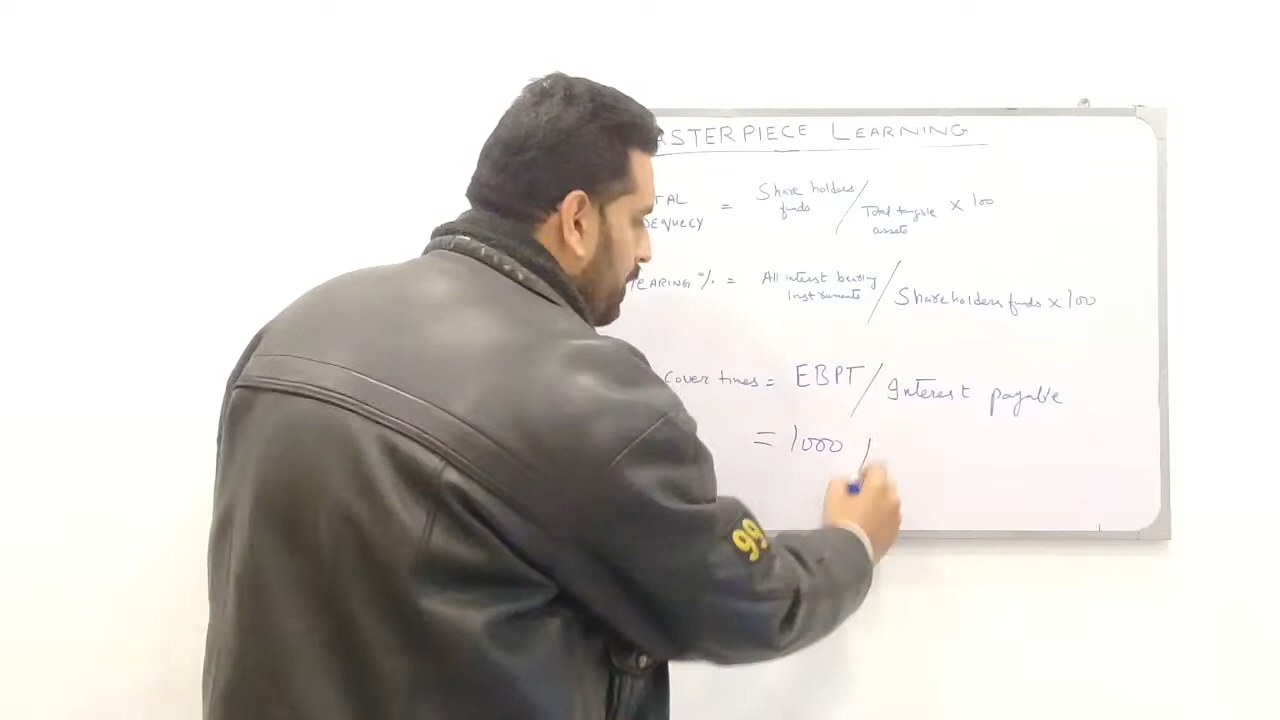 ASTERPIECE LEARNING
TAL = Share holders funds / Total tangible assets × 100
EQUECY
EARING % = All interest bearing instruments / Shareholders funds × 100
Cover times = EBPT / Interest payable
= 1000 /
99